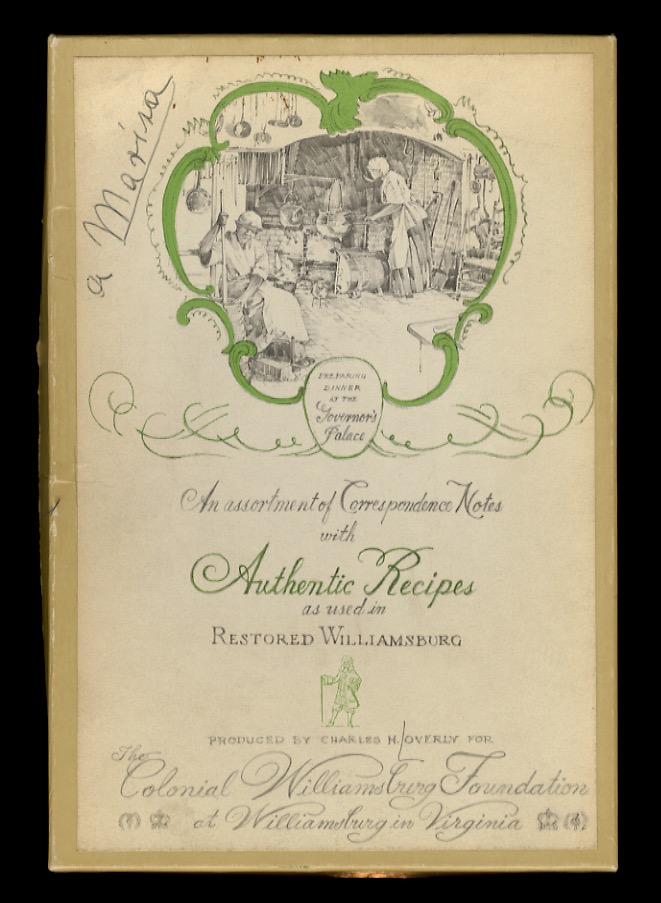 a Marisa
PREPARING
DINNER
AT THE
Governor's
Palace
An assortment of Correspondence Notes
with
Authentic Recipes
as used in
RESTORED WILLIAMSBURG
PRODUCED BY CHARLES H. OVERLY FOR
The
Colonial Williamsburg Foundation
at Williamsburg in Virginia